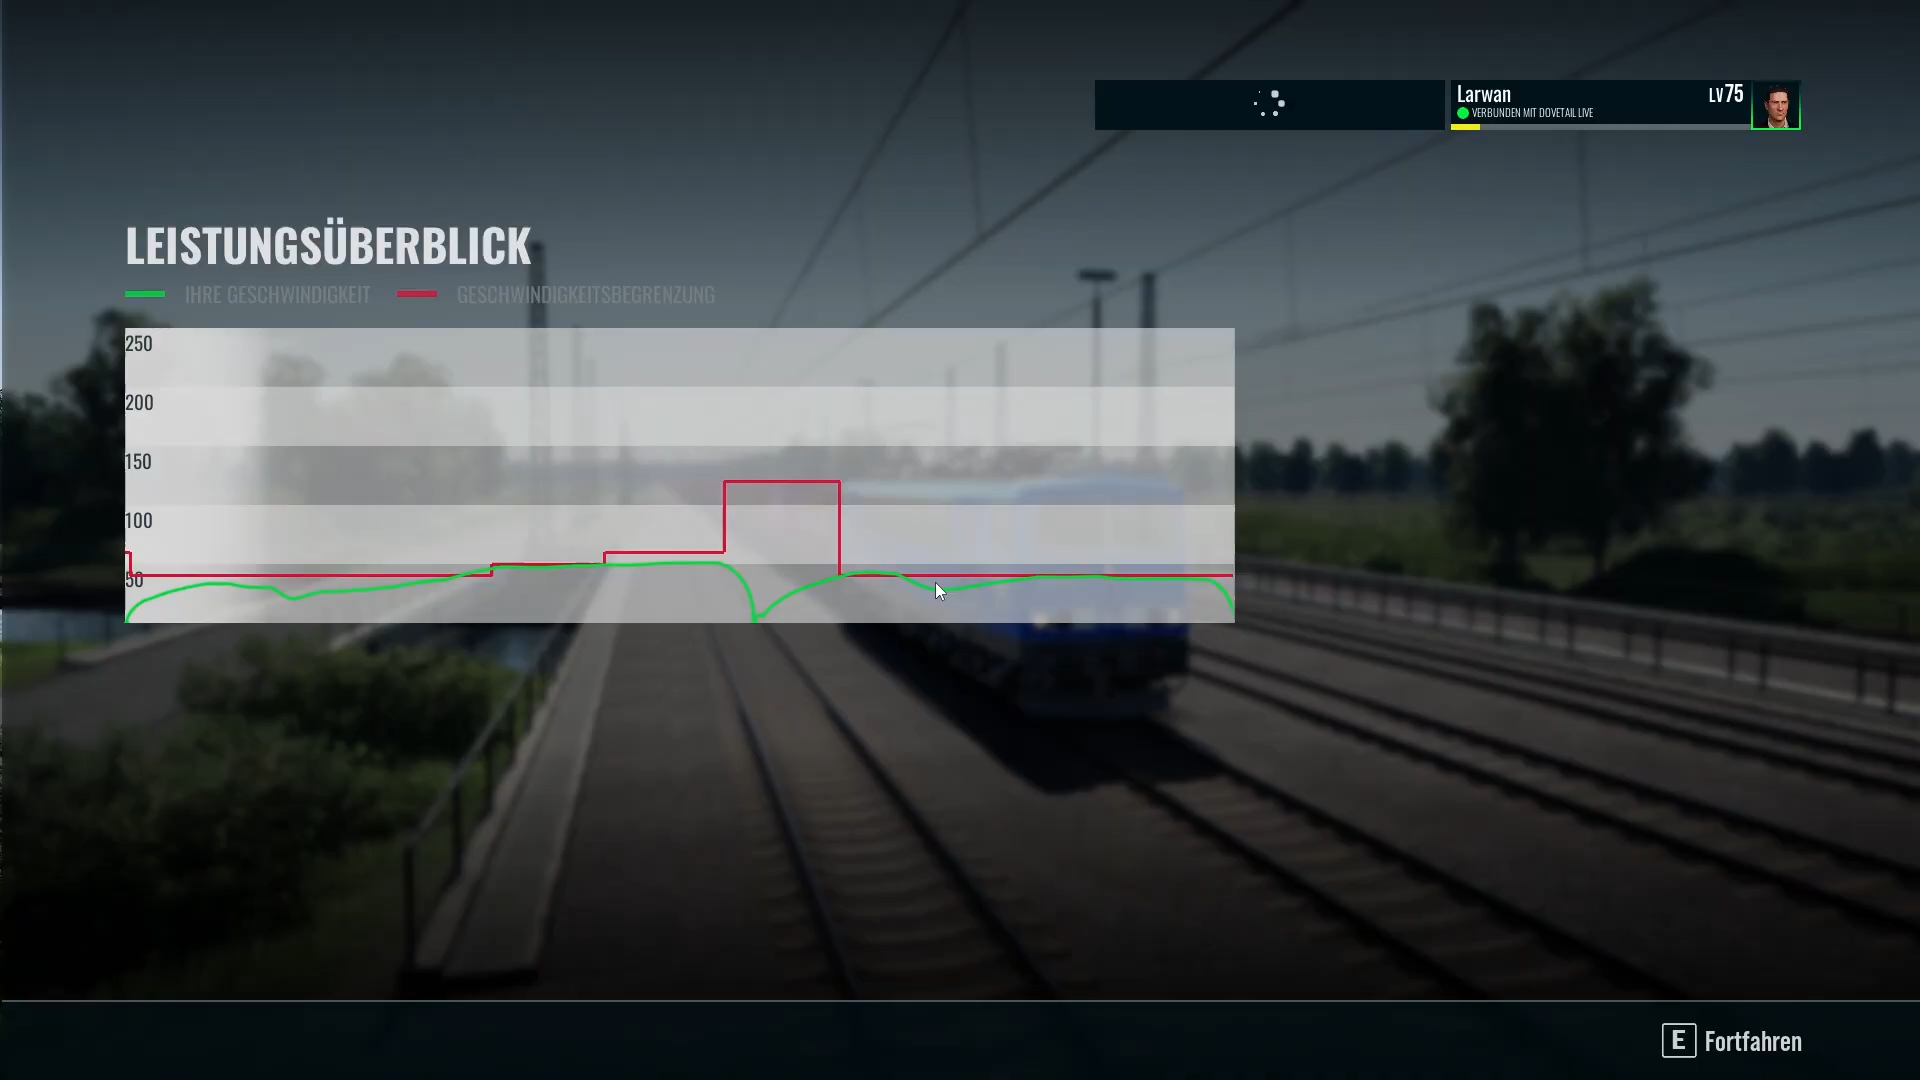 Larwan LV75
VERBUNDEN MIT DOVETAIL LIVE
LEISTUNGSÜBERBLICK
IHRE GESCHWINDIGKEIT GESCHWINDIGKEITSBEGRENZUNG
250
200
150
100
50
E Fortfahren